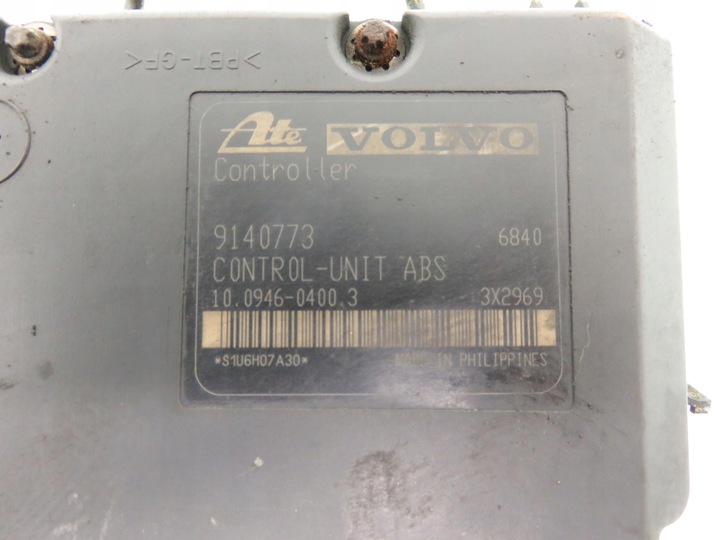 >PBT-GF<
Ate VOLVO
Controller
9140773 6840
CONTROL-UNIT ABS
10.0946-0400.3 3X2969
*S1U6H07A30* MADE IN PHILIPPINES